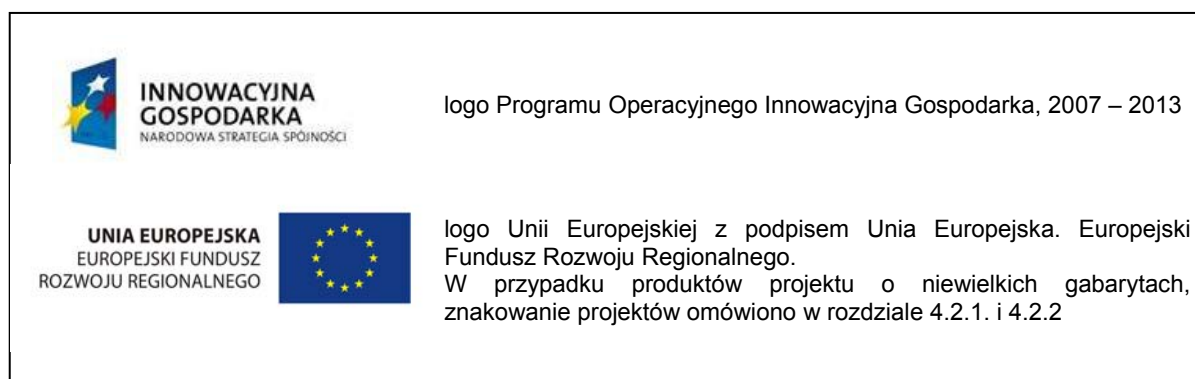 INNOWACYJNA
GOSPODARKA
NARODOWA STRATEGIA SPÓJNOŚCI
logo Programu Operacyjnego Innowacyjna Gospodarka, 2007 – 2013
UNIA EUROPEJSKA
EUROPEJSKI FUNDUSZ
ROZWOJU REGIONALNEGO
logo Unii Europejskiej z podpisem Unia Europejska. Europejski
Fundusz Rozwoju Regionalnego.
W przypadku produktów projektu o niewielkich gabarytach,
znakowanie projektów omówiono w rozdziale 4.2.1. i 4.2.2